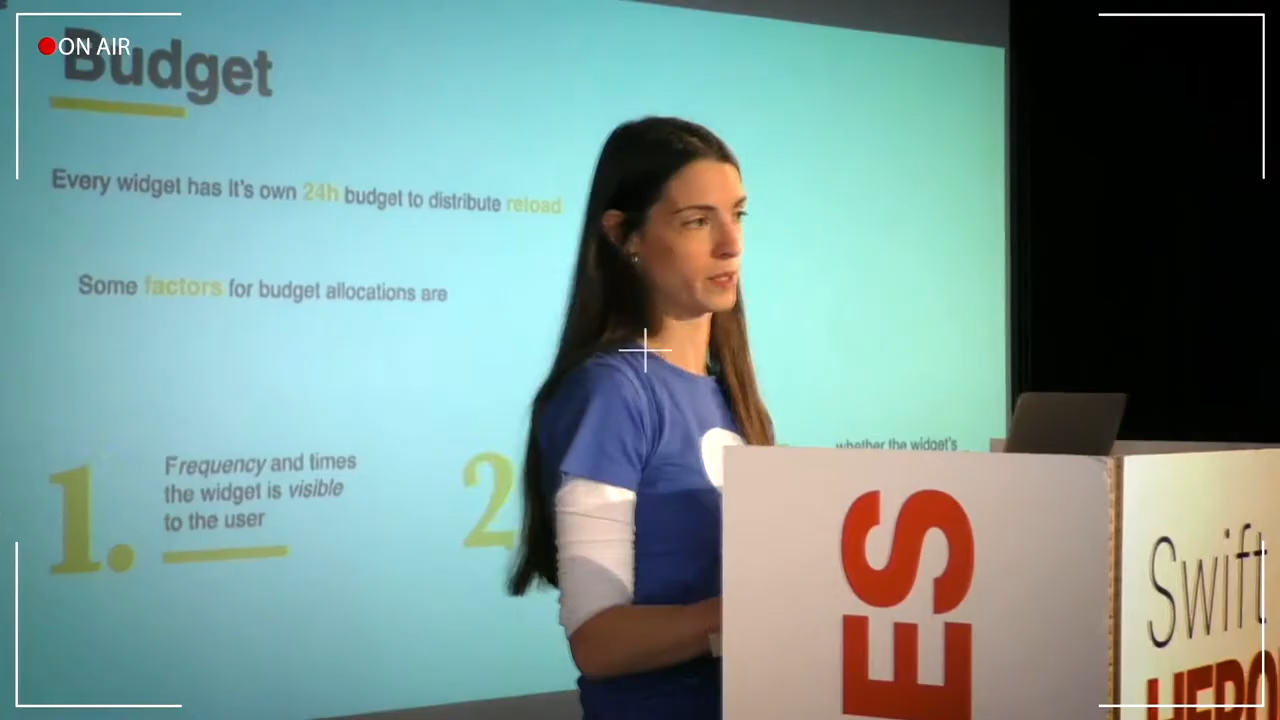 ON AIR
Budget
Every widget has It's own 24h budget to distribute reload
Some factors for budget allocations are
1.
Frequency and times
the widget is visible
to the user
2
whether the widget's
ES
Swift
HERO